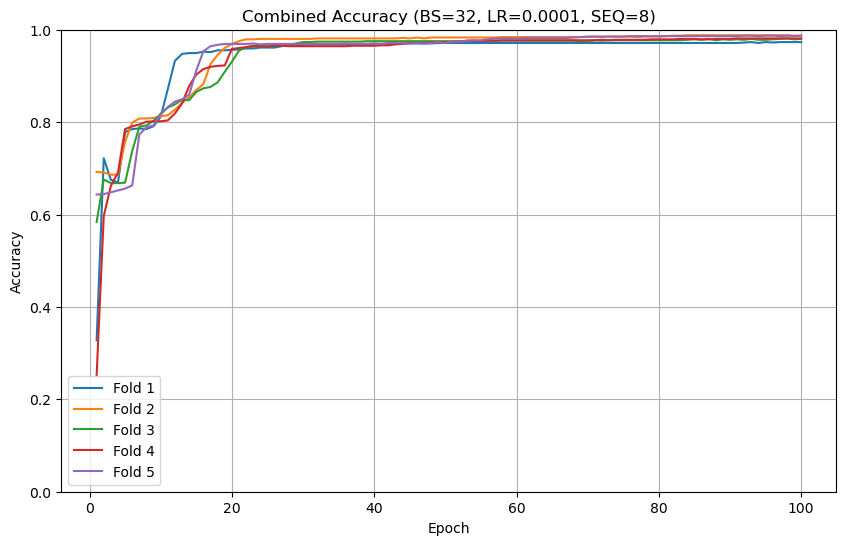 Combined Accuracy (BS=32, LR=0.0001, SEQ=8)
1.0
0.8
0.6
0.4
0.2
0.0
Accuracy
Fold 1
Fold 2
Fold 3
Fold 4
Fold 5
0 20 40 60 80 100
Epoch